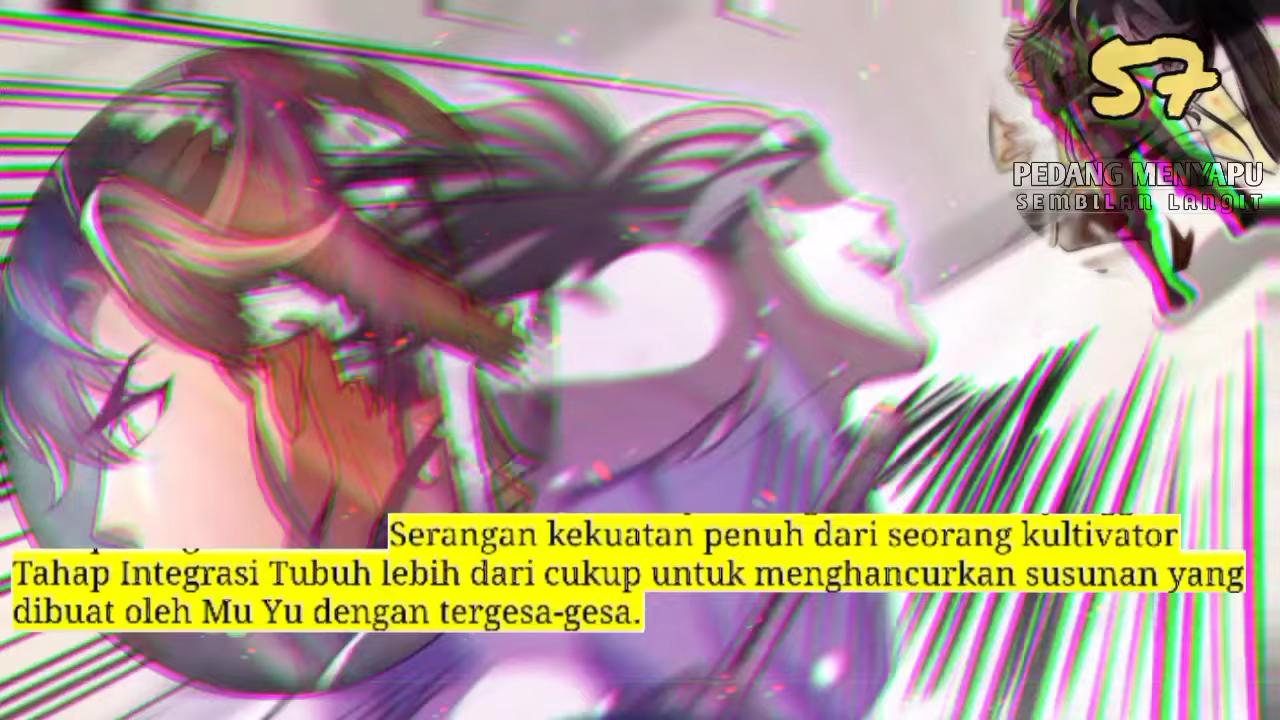 57
PEDANG MENYAPU
SEMBILAN LANGIT
Serangan kekuatan penuh dari seorang kultivator
Tahap Integrasi Tubuh lebih dari cukup untuk menghancurkan susunan yang
dibuat oleh Mu Yu dengan tergesa-gesa.